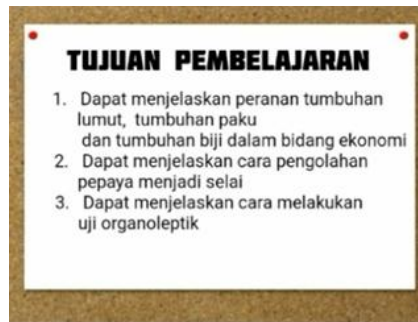 TUJUAN PEMBELAJARAN
1. Dapat menjelaskan peranan tumbuhan
lumut, tumbuhan paku
dan tumbuhan biji dalam bidang ekonomi
2. Dapat menjelaskan cara pengolahan
pepaya menjadi selai
3. Dapat menjelaskan cara melakukan
uji organoleptik